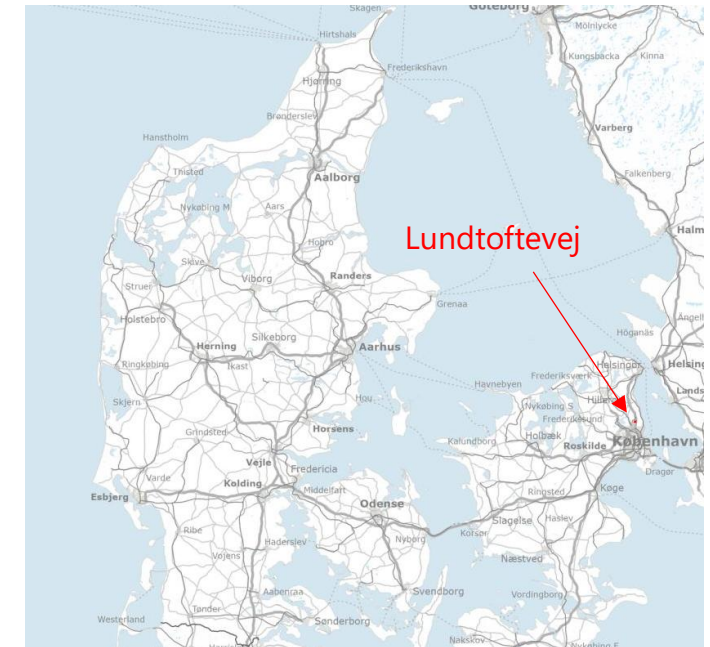 Skagen
Göteborg
Mölnlycke
Hirtshals
Kungsbacka
Kinna
Frederikshavn
Hjørring
Brønderslev
Varberg
Hanstholm
Thisted
Aalborg
Falkenberg
Nykøbing M
Aars
Lundtoftevej
Halm
Hobro
Skive
Viborg
Randers
Struer
Grenaa
Ängelh
Holstebro
Höganäs
Silkeborg
Herning
Aarhus
Helsingør
Helsing
Ringkøbing
Ikast
Frederiksværk
Havnebyen
Hillerød
Lands
Skjern
Hou
Nykøbing S
Frederikssund
Grindsted
Horsens
Holbæk
København
Kalundborg
Roskilde
Vejle
Fredericia
Dragør
Varde
Kolding
Middelfart
Køge
Esbjerg
Ringsted
Odense
Slagelse
Haslev
Ribe
Nyborg
Korsør
Haderslev
Vojens
Næstved
Aabenraa
Svendborg
Vordingborg
Tønder
Westerland
Sønderborg
Nakskov
Nykøbing F